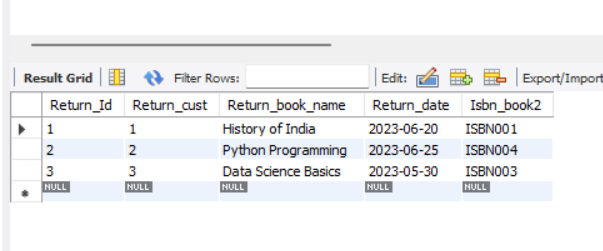 Result Grid Filter Rows: Edit: Export/Import
Return_Id Return_cust Return_book_name Return_date Isbn_book2
1 1 History of India 2023-06-20 ISBN001
2 2 Python Programming 2023-06-25 ISBN004
3 3 Data Science Basics 2023-05-30 ISBN003
NULL NULL NULL NULL NULL